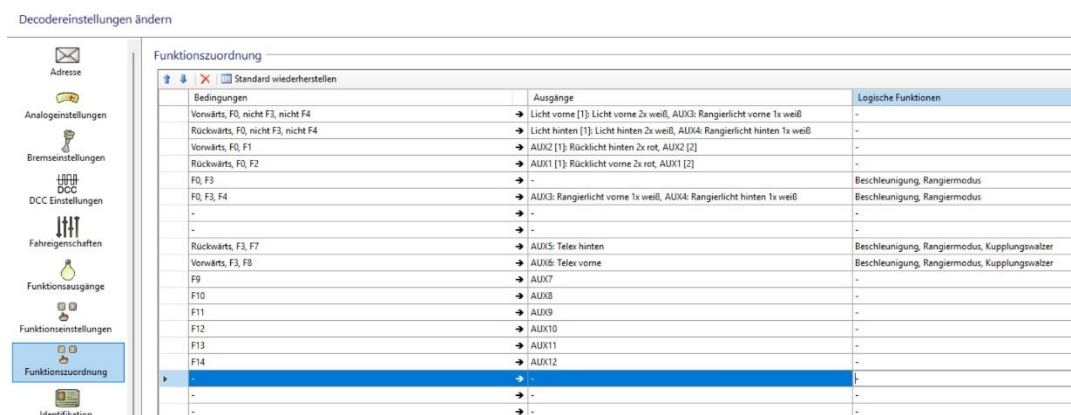 Decodereinstellungen ändern
Adresse
Analogeinstellungen
Bremseinstellungen
DCC
DCC Einstellungen
Fahreigenschaften
Funktionsausgänge
Funktionseinstellungen
Funktionszuordnung
Identifikation
Funktionszuordnung
Standard wiederherstellen
Bedingungen Ausgänge Logische Funktionen
Vorwärts, F0, nicht F3, nicht F4 → Licht vorne [1]: Licht vorne 2x weiß, AUX3: Rangierlicht vorne 1x weiß -
Rückwärts, F0, nicht F3, nicht F4 → Licht hinten [1]: Licht hinten 2x weiß, AUX4: Rangierlicht hinten 1x weiß -
Vorwärts, F0, F1 → AUX2 [1]: Rücklicht hinten 2x rot, AUX2 [2] -
Rückwärts, F0, F2 → AUX1 [1]: Rücklicht vorne 2x rot, AUX1 [2] -
F0, F3 → - Beschleunigung, Rangiermodus
F0, F3, F4 → AUX3: Rangierlicht vorne 1x weiß, AUX4: Rangierlicht hinten 1x weiß Beschleunigung, Rangiermodus
- → - -
- → - -
Rückwärts, F3, F7 → AUX5: Telex hinten Beschleunigung, Rangiermodus, Kupplungswalzer
Vorwärts, F3, F8 → AUX6: Telex vorne Beschleunigung, Rangiermodus, Kupplungswalzer
F9 → AUX7 -
F10 → AUX8 -
F11 → AUX9 -
F12 → AUX10 -
F13 → AUX11 -
F14 → AUX12 -
- → - -
- → - -
- → - -